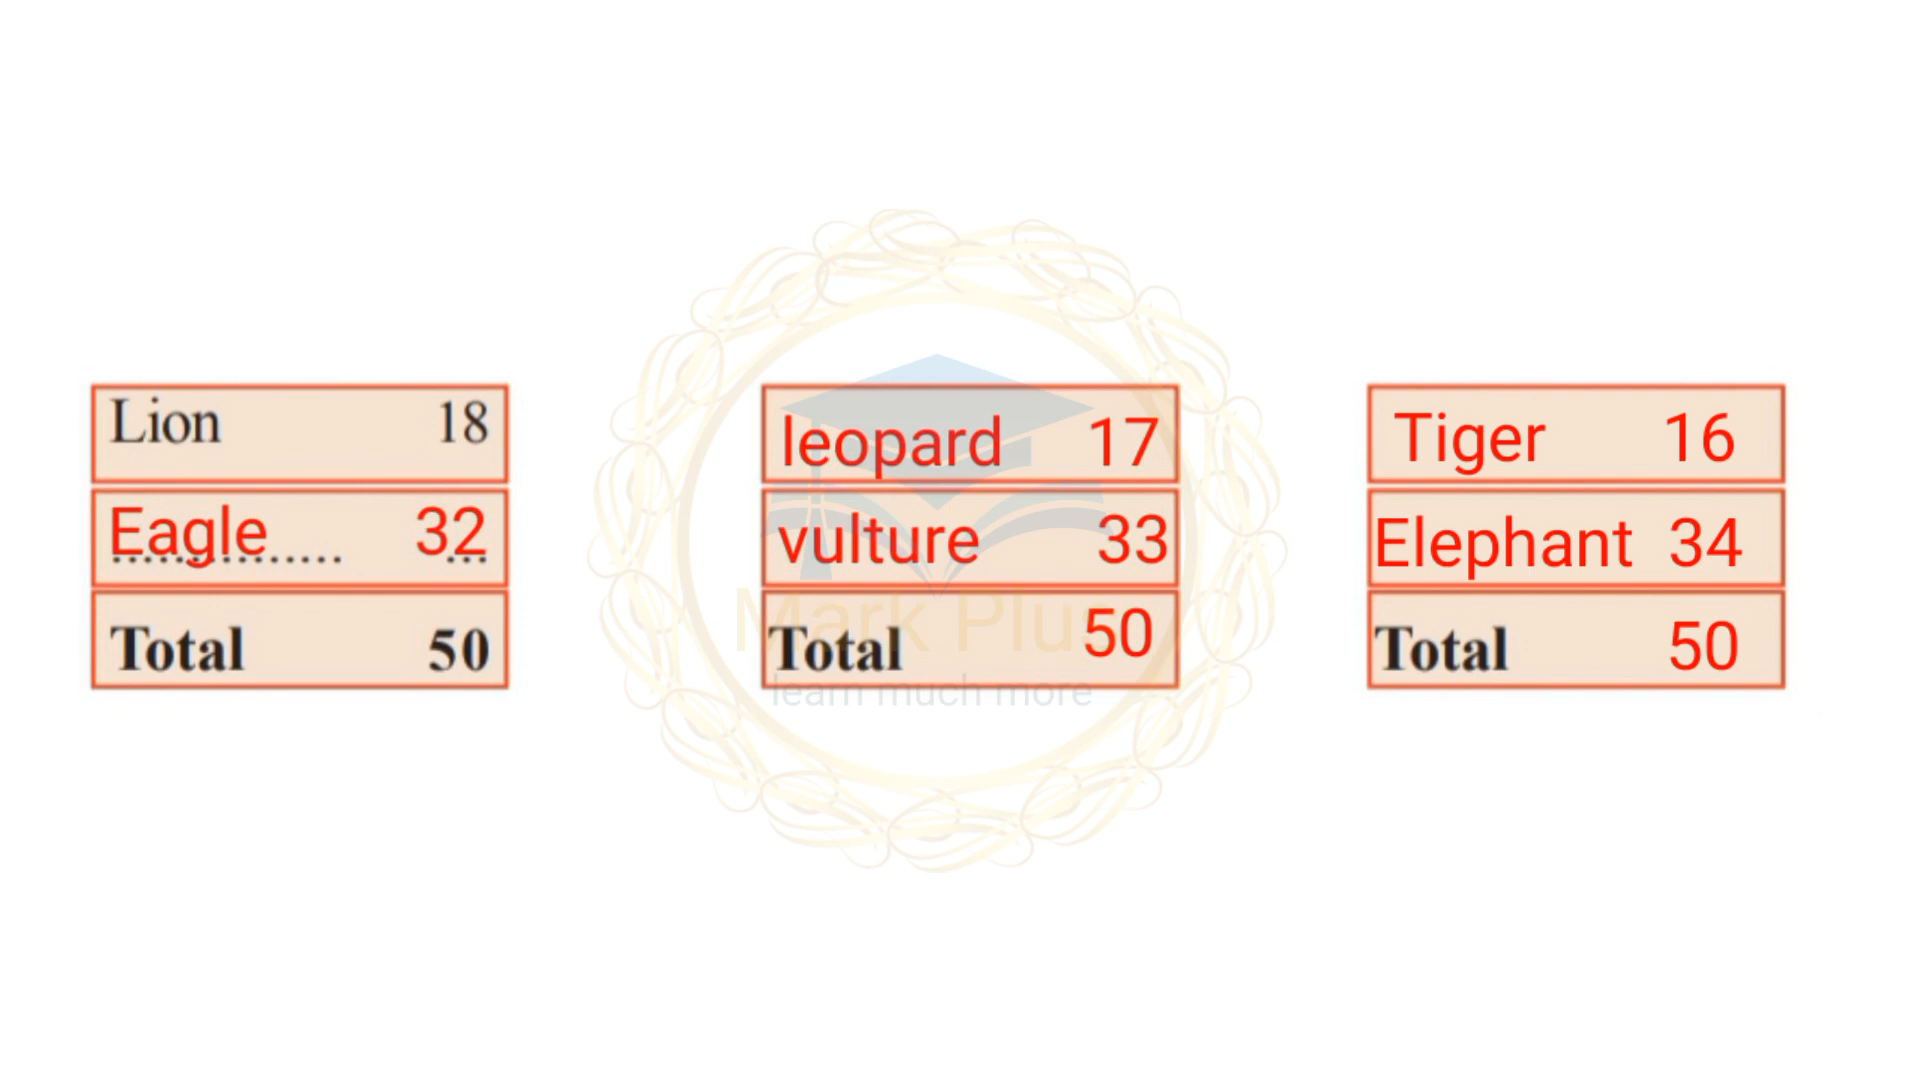 Lion 18
Eagle 32
............... ...
Total 50
leopard 17
vulture 33
Total 50
Tiger 16
Elephant 34
Total 50
Mark Plus
learn much more